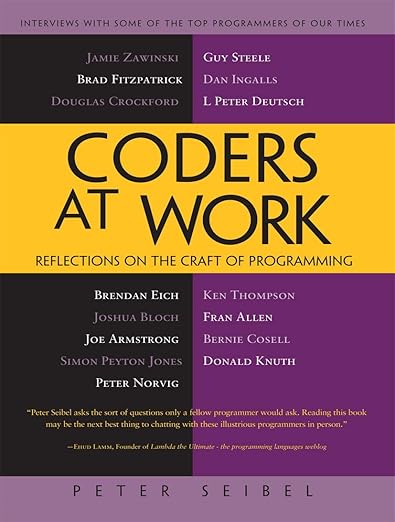 INTERVIEWS WITH SOME OF THE TOP PROGRAMMERS OF OUR TIMES
JAMIE ZAWINSKI
BRAD FITZPATRICK
DOUGLAS CROCKFORD
GUY STEELE
DAN INGALLS
L PETER DEUTSCH
CODERS
AT WORK
REFLECTIONS ON THE CRAFT OF PROGRAMMING
BRENDAN EICH
JOSHUA BLOCH
JOE ARMSTRONG
SIMON PEYTON JONES
PETER NORVIG
KEN THOMPSON
FRAN ALLEN
BERNIE COSELL
DONALD KNUTH
“Peter Seibel asks the sort of questions only a fellow programmer would ask. Reading this book
may be the next best thing to chatting with these illustrious programmers in person.”
—EHUD LAMM, Founder of Lambda the Ultimate - the programming languages weblog
PETER SEIBEL